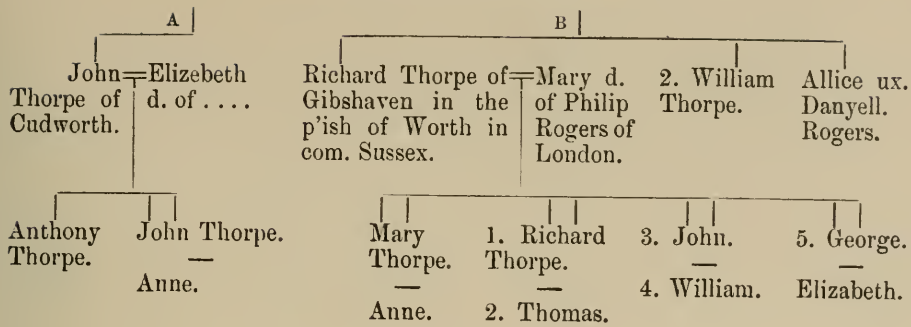 A
B
John=Elizebeth
Thorpe of d. of . . . .
Cudworth.
Richard Thorpe of=Mary d.
Gibshaven in the of Philip
p'ish of Worth in Rogers of
com. Sussex. London.
2. William
Thorpe.
Allice ux.
Danyell.
Rogers.
Anthony
Thorpe.
John Thorpe.
—
Anne.
Mary
Thorpe.
—
Anne.
1. Richard
Thorpe.
—
2. Thomas.
3. John.
—
4. William.
5. George.
—
Elizabeth.